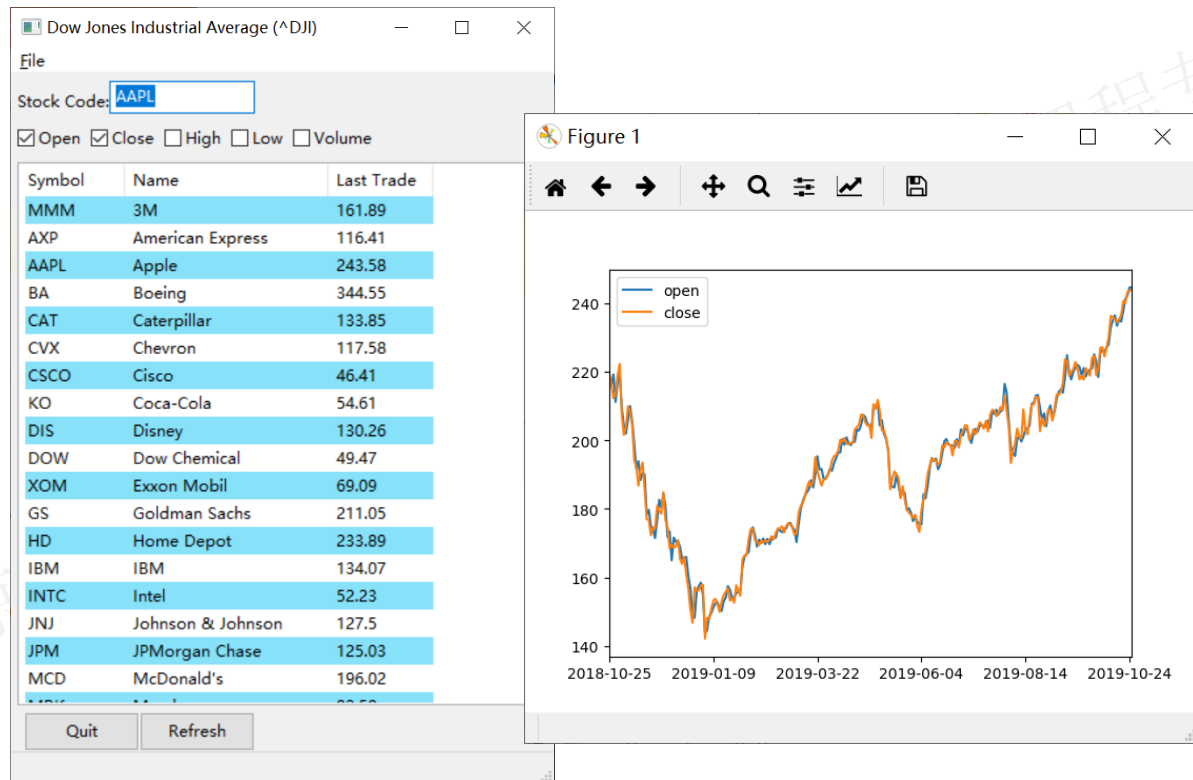 Dow Jones Industrial Average (^DJI)
File
Stock Code: AAPL
Open Close High Low Volume
Symbol Name Last Trade
MMM 3M 161.89
AXP American Express 116.41
AAPL Apple 243.58
BA Boeing 344.55
CAT Caterpillar 133.85
CVX Chevron 117.58
CSCO Cisco 46.41
KO Coca-Cola 54.61
DIS Disney 130.26
DOW Dow Chemical 49.47
XOM Exxon Mobil 69.09
GS Goldman Sachs 211.05
HD Home Depot 233.89
IBM IBM 134.07
INTC Intel 52.23
JNJ Johnson & Johnson 127.5
JPM JPMorgan Chase 125.03
MCD McDonald's 196.02
Quit Refresh
Figure 1
open
close
240
220
200
180
160
140
2018-10-25 2019-01-09 2019-03-22 2019-06-04 2019-08-14 2019-10-24